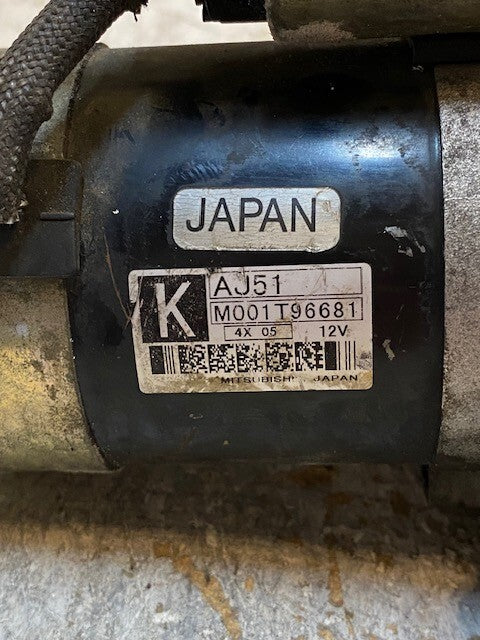 JAPAN
K
AJ51
M001T96681
4X 05 12V
MITSUBISHI JAPAN